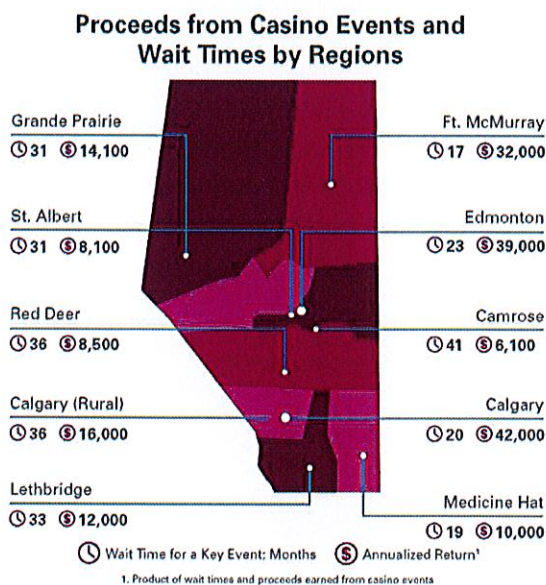 Proceeds from Casino Events and
Wait Times by Regions
Grande Prairie
31 $ 14,100
Ft. McMurray
17 $ 32,000
St. Albert
31 $ 8,100
Edmonton
23 $ 39,000
Red Deer
36 $ 8,500
Camrose
41 $ 6,100
Calgary (Rural)
36 $ 16,000
Calgary
20 $ 42,000
Lethbridge
33 $ 12,000
Medicine Hat
19 $ 10,000
Wait Time for a Key Event: Months $ Annualized Return¹
1. Product of wait times and proceeds earned from casino events